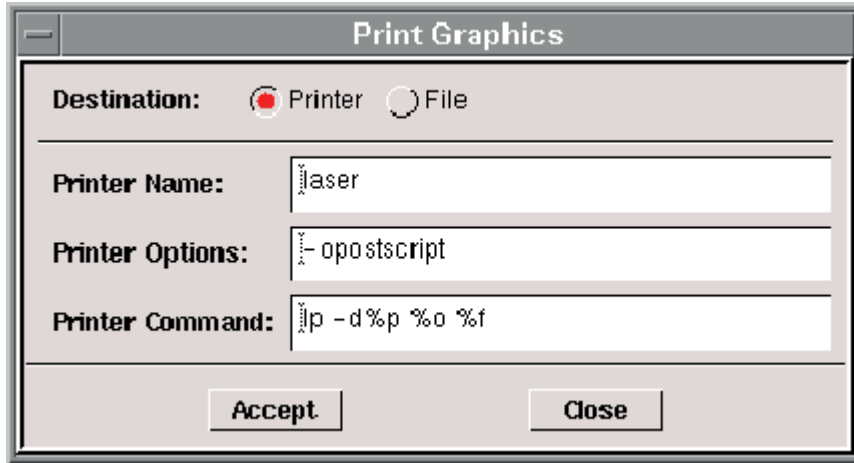 Print Graphics
Destination: Printer File
Printer Name: laser
Printer Options: -opostscript
Printer Command: lp -d%p %o %f
Accept Close